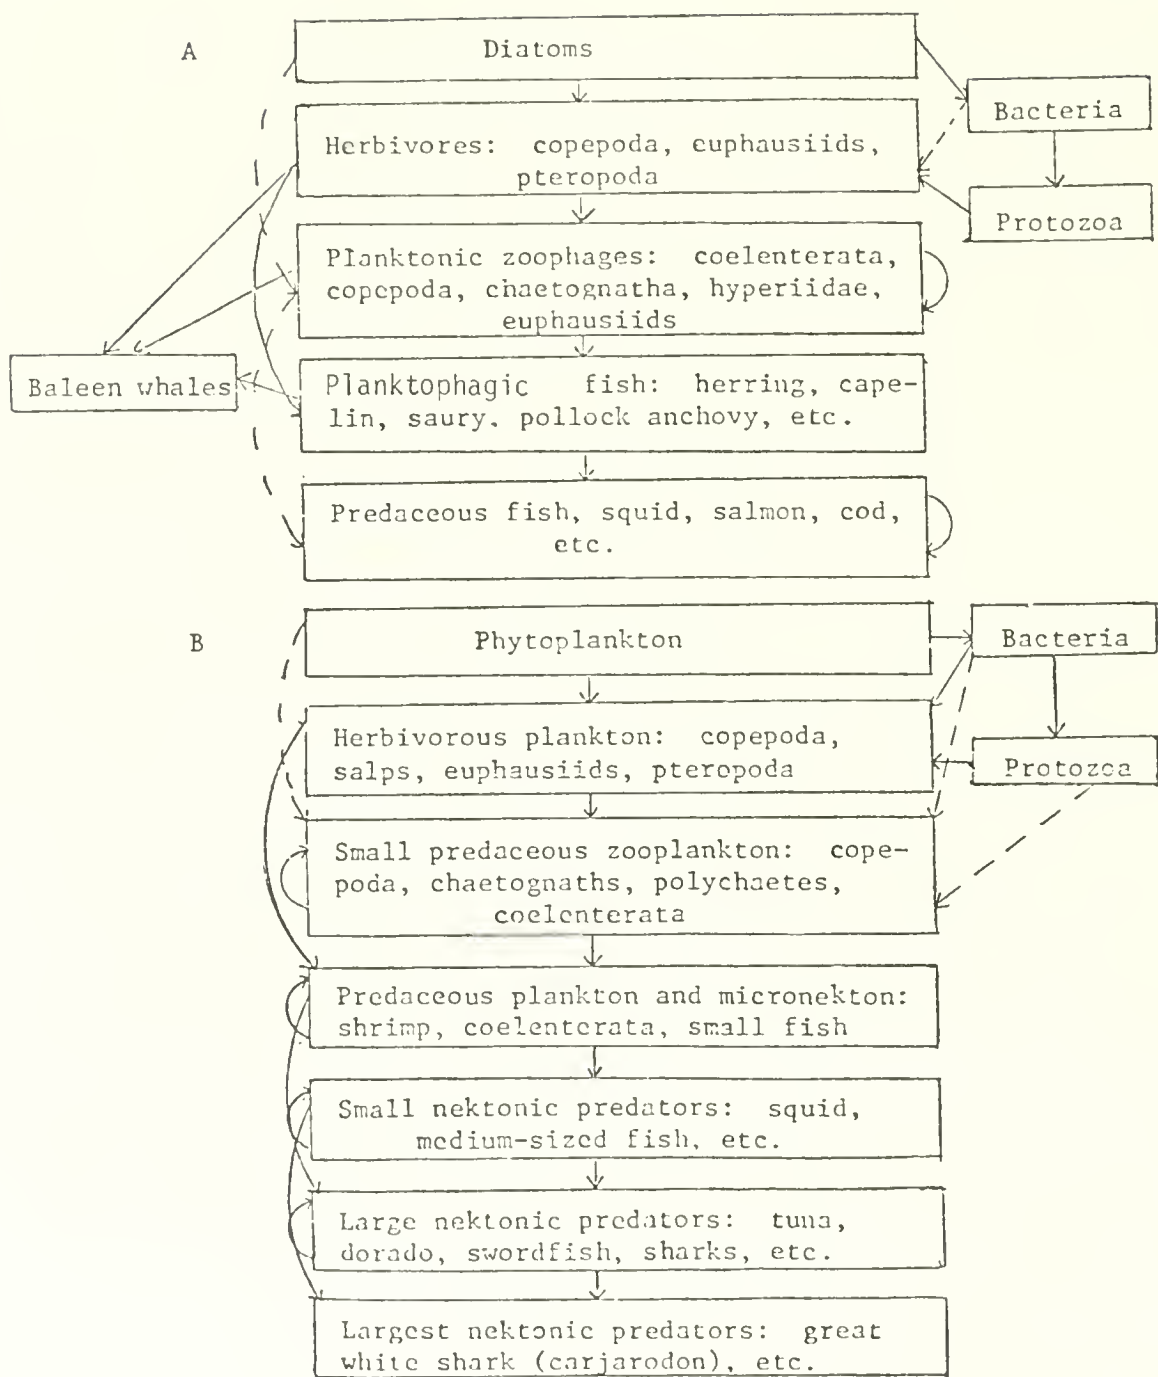 A
Diatoms
Bacteria
Herbivores: copepoda, euphausiids,
pteropoda
Protozoa
Planktonic zoophages: coelenterata,
copepoda, chaetognatha, hyperiidae,
euphausiids
Baleen whales
Planktophagic fish: herring, cape-
lin, saury. pollock anchovy, etc.
Predaceous fish, squid, salmon, cod,
etc.
B
Phytoplankton
Bacteria
Herbivorous plankton: copepoda,
salps, euphausiids, pteropoda
Protozoa
Small predaceous zooplankton: cope-
poda, chaetognaths, polychaetes,
coelenterata
Predaceous plankton and micronekton:
shrimp, coelenterata, small fish
Small nektonic predators: squid,
medium-sized fish, etc.
Large nektonic predators: tuna,
dorado, swordfish, sharks, etc.
Largest nektonic predators: great
white shark (carjarodon), etc.